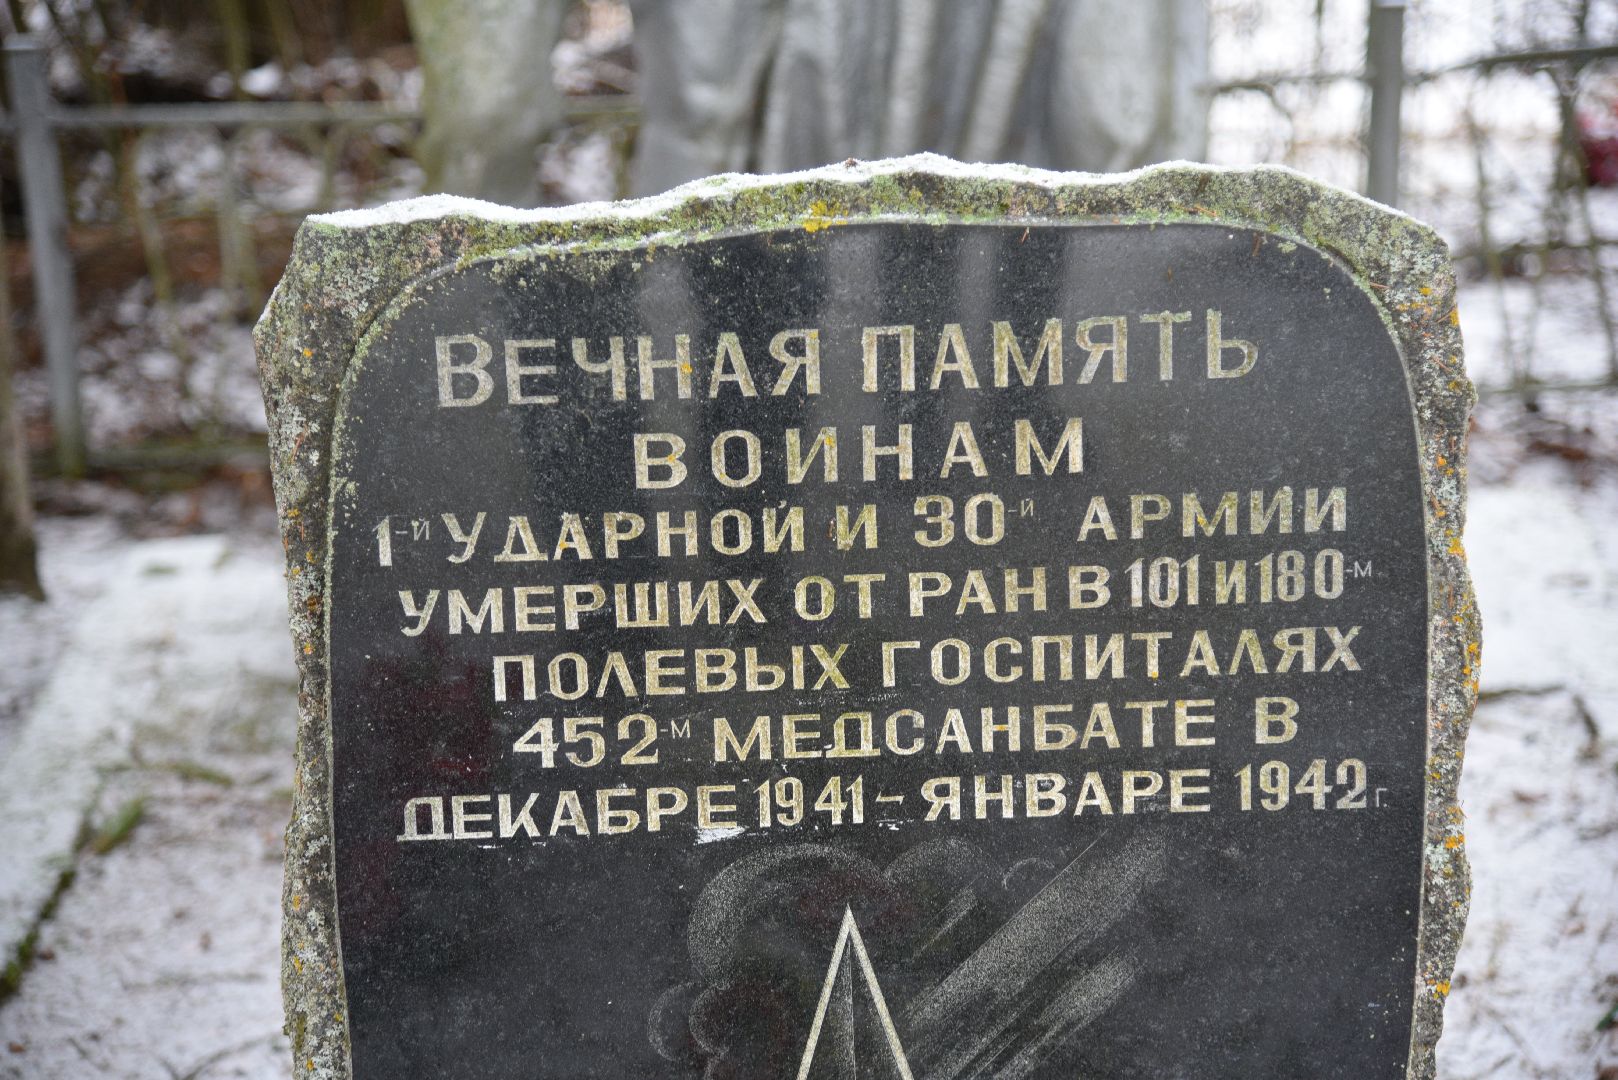 ВЕЧНАЯ ПАМЯТЬ
ВОИНАМ
1-Й УДАРНОЙ И 30-Й АРМИИ
УМЕРШИХ ОТ РАН В 101 И 180-М
ПОЛЕВЫХ ГОСПИТАЛЯХ
452-М МЕДСАНБАТЕ В
ДЕКАБРЕ 1941 - ЯНВАРЕ 1942 Г.